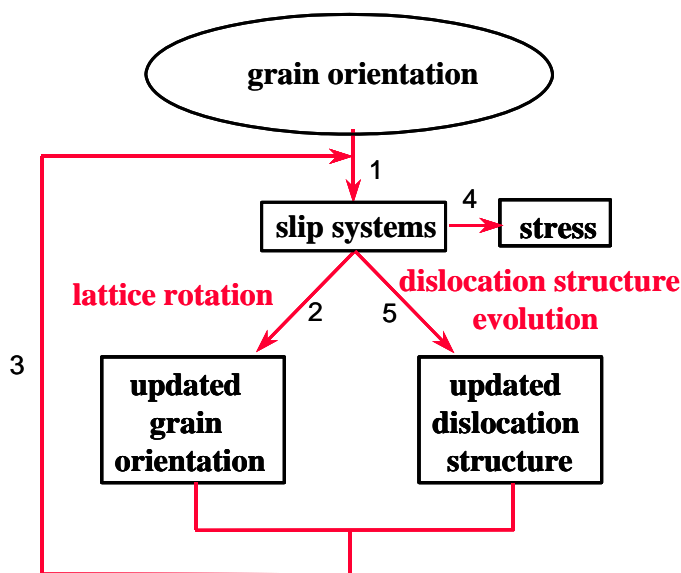 grain orientation
1
4
slip systems
stress
lattice rotation
dislocation structure
evolution
2
5
3
updated
grain
orientation
updated
dislocation
structure